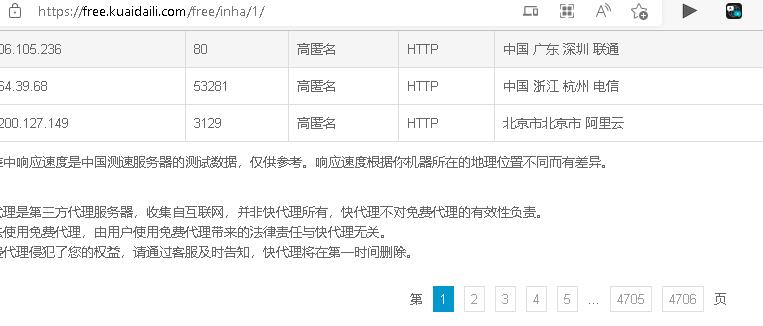 https://free.kuaidaili.com/free/inha/1/
06.105.236 80 高匿名 HTTP 中国 广东 深圳 联通
64.39.68 53281 高匿名 HTTP 中国 浙江 杭州 电信
200.127.149 3129 高匿名 HTTP 北京市北京市 阿里云
中响应速度是中国测速服务器的测试数据，仅供参考。响应速度根据你机器所在的地理位置不同而有差异。
代理是第三方代理服务器，收集自互联网，并非快代理所有，快代理不对免费代理的有效性负责。
使用免费代理，由用户使用免费代理带来的法律责任与快代理无关。
代理侵犯了您的权益，请通过客服及时告知，快代理将在第一时间删除。
第 1 2 3 4 5 ... 4705 4706 页